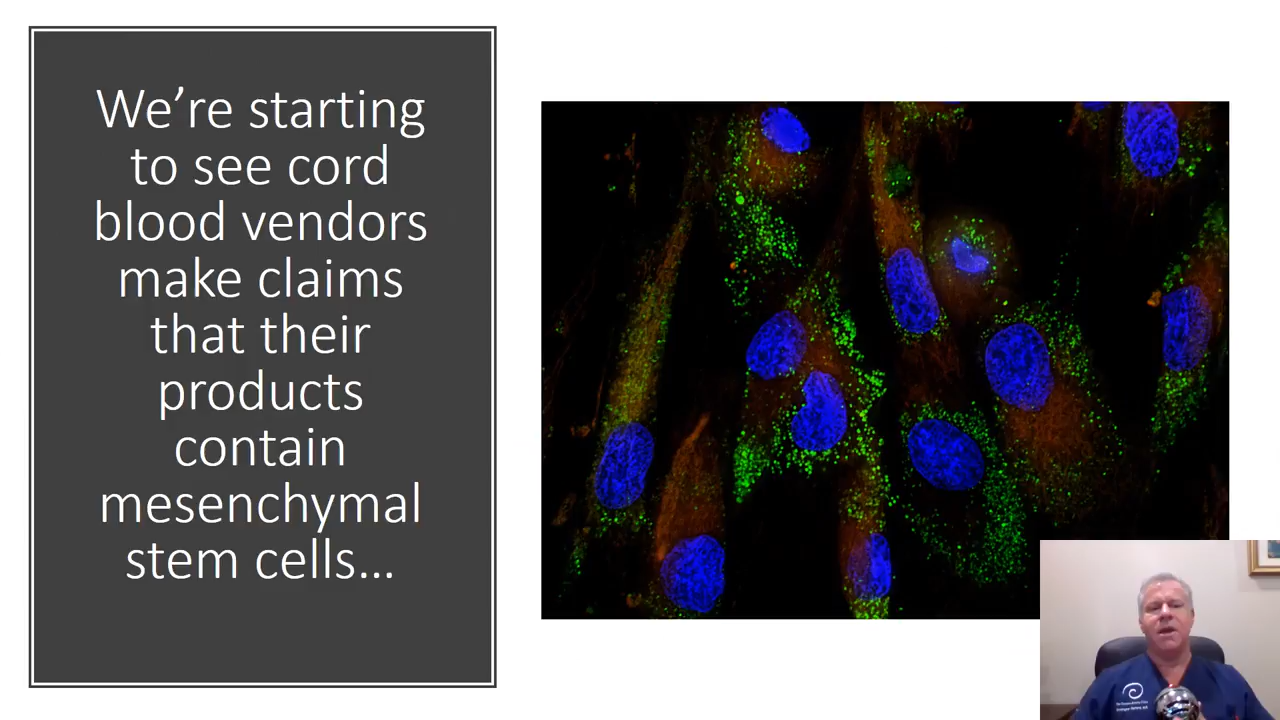 We're starting
to see cord
blood vendors
make claims
that their
products
contain
mesenchymal
stem cells...